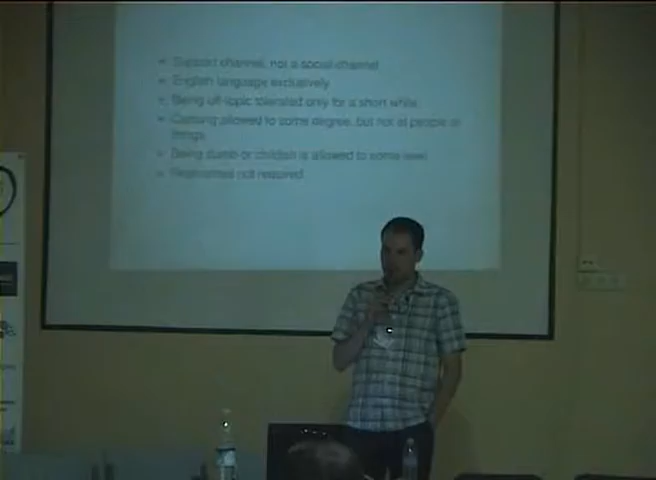 Support channel, not a social channel
English language exclusively
Being off-topic tolerated only for a short while
Cursing allowed to some degree, but not at people or
things
Being dumb or childish is allowed to some level
Registration not required